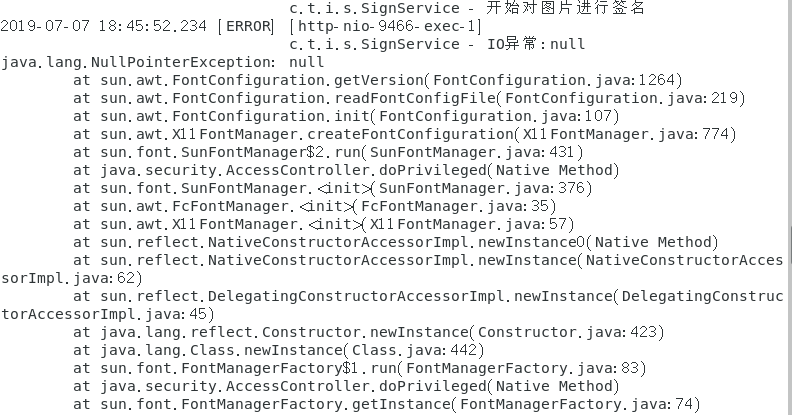 c.t.i.s.SignService - 开始对图片进行签名
2019-07-07 18:45:52.234 [ERROR] [http-nio-9466-exec-1]
c.t.i.s.SignService - IO异常:null
java.lang.NullPointerException: null
at sun.awt.FontConfiguration.getVersion(FontConfiguration.java:1264)
at sun.awt.FontConfiguration.readFontConfigFile(FontConfiguration.java:219)
at sun.awt.FontConfiguration.init(FontConfiguration.java:107)
at sun.awt.X11FontManager.createFontConfiguration(X11FontManager.java:774)
at sun.font.SunFontManager$2.run(SunFontManager.java:431)
at java.security.AccessController.doPrivileged(Native Method)
at sun.font.SunFontManager.<init>(SunFontManager.java:376)
at sun.awt.FcFontManager.<init>(FcFontManager.java:35)
at sun.awt.X11FontManager.<init>(X11FontManager.java:57)
at sun.reflect.NativeConstructorAccessorImpl.newInstance0(Native Method)
at sun.reflect.NativeConstructorAccessorImpl.newInstance(NativeConstructorAcces
sorImpl.java:62)
at sun.reflect.DelegatingConstructorAccessorImpl.newInstance(DelegatingConstruc
torAccessorImpl.java:45)
at java.lang.reflect.Constructor.newInstance(Constructor.java:423)
at java.lang.Class.newInstance(Class.java:442)
at sun.font.FontManagerFactory$1.run(FontManagerFactory.java:83)
at java.security.AccessController.doPrivileged(Native Method)
at sun.font.FontManagerFactory.getInstance(FontManagerFactory.java:74)